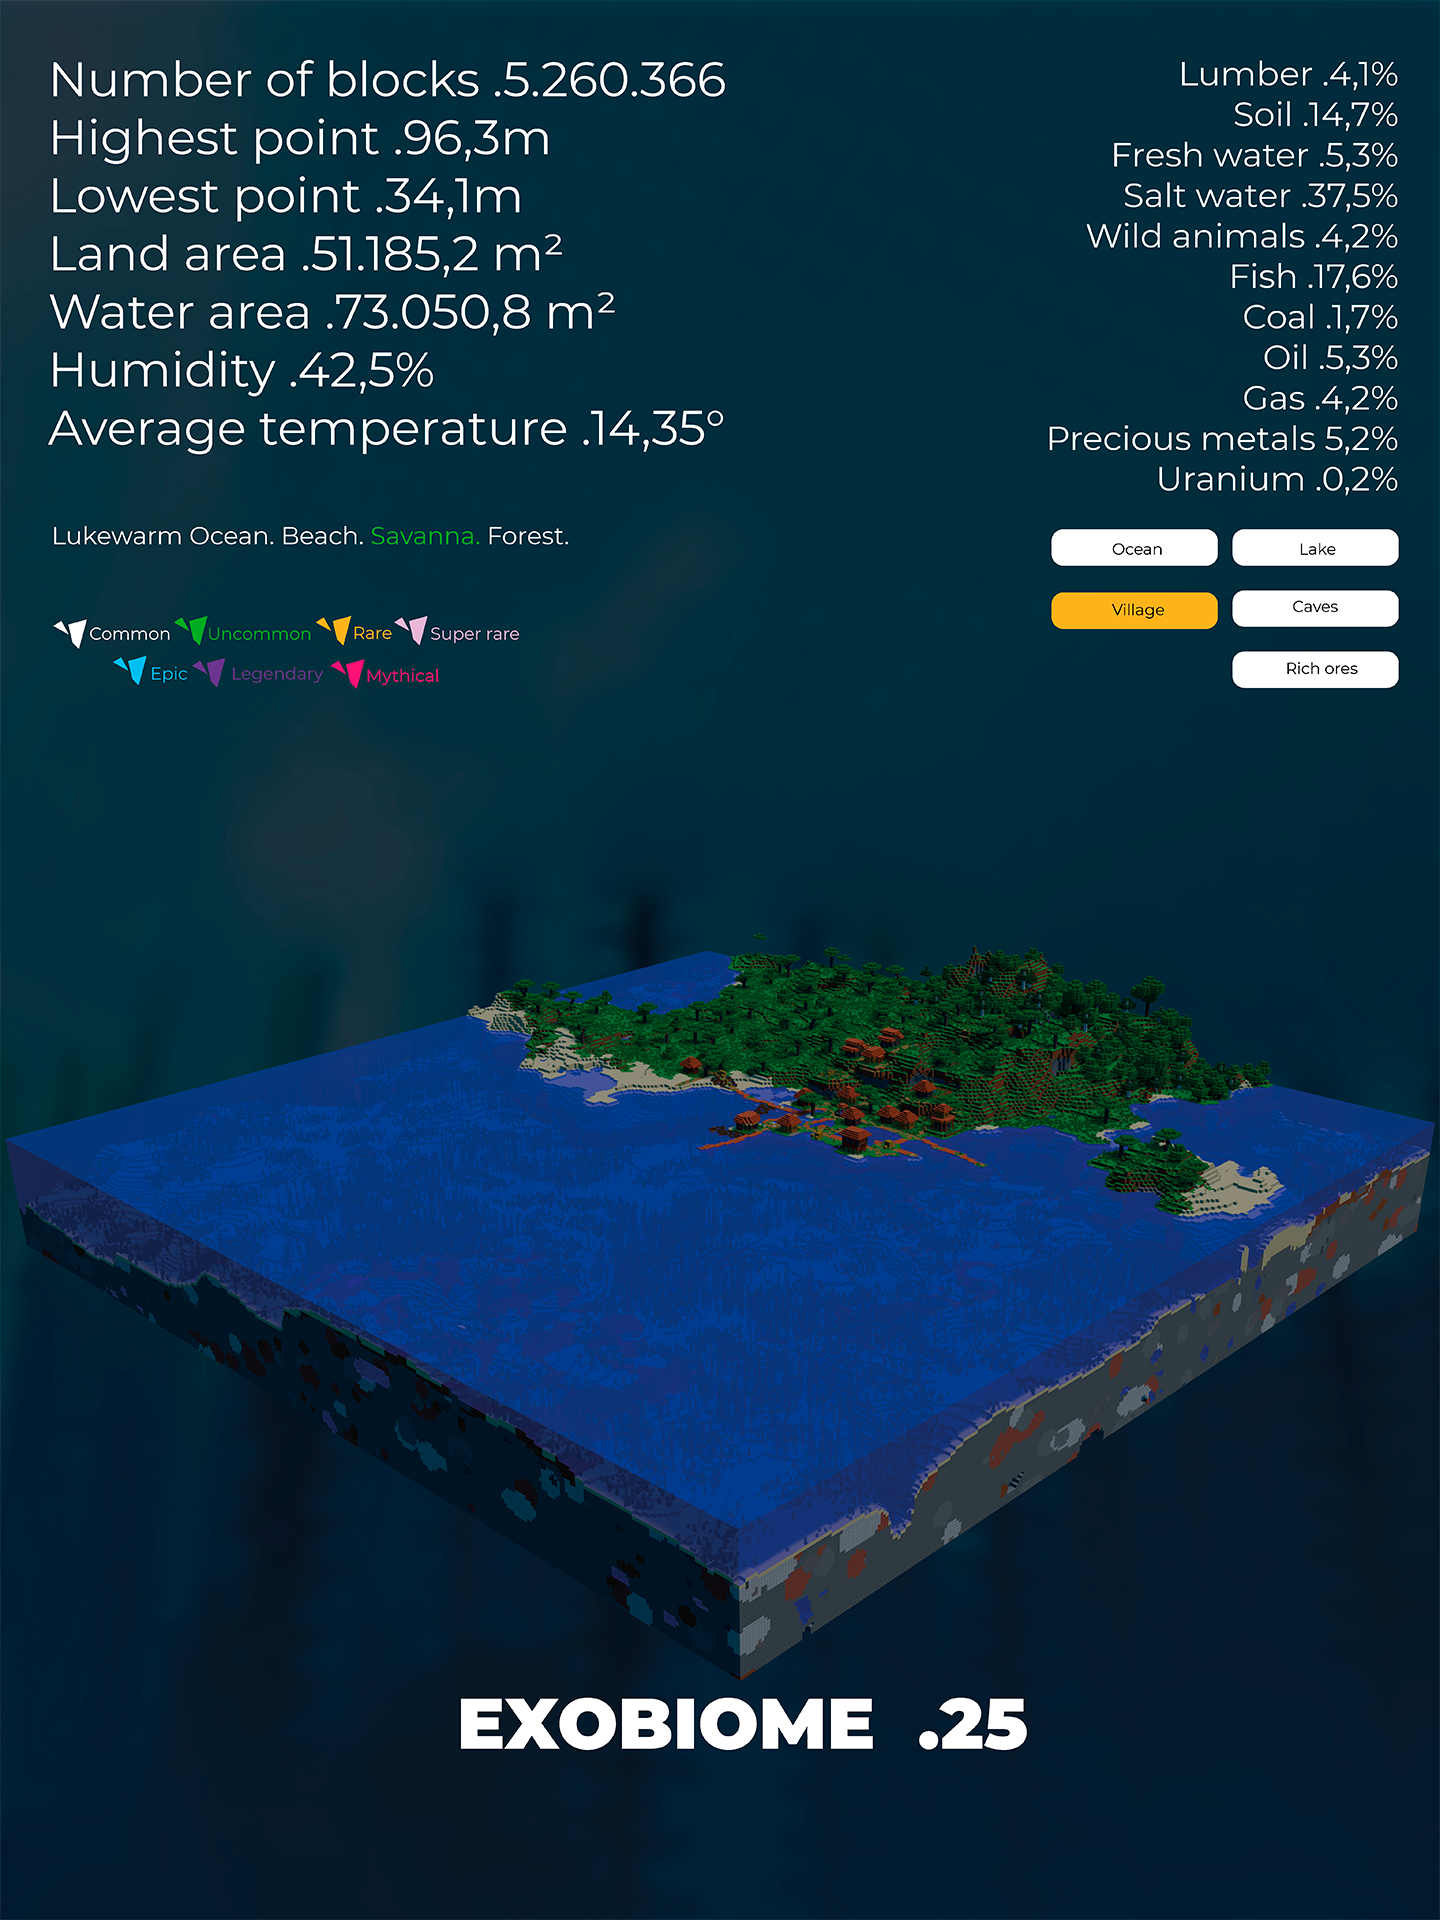 Number of blocks .5.260.366
Highest point .96,3m
Lowest point .34,1m
Land area .51.185,2 m²
Water area .73.050,8 m²
Humidity .42,5%
Average temperature .14,35°
Lukewarm Ocean. Beach. Savanna. Forest.
Common Uncommon Rare Super rare
Epic Legendary Mythical
Lumber .4,1%
Soil .14,7%
Fresh water .5,3%
Salt water .37,5%
Wild animals .4,2%
Fish .17,6%
Coal .1,7%
Oil .5,3%
Gas .4,2%
Precious metals 5,2%
Uranium .0,2%
Ocean Lake
Village Caves
Rich ores
EXOBIOME .25